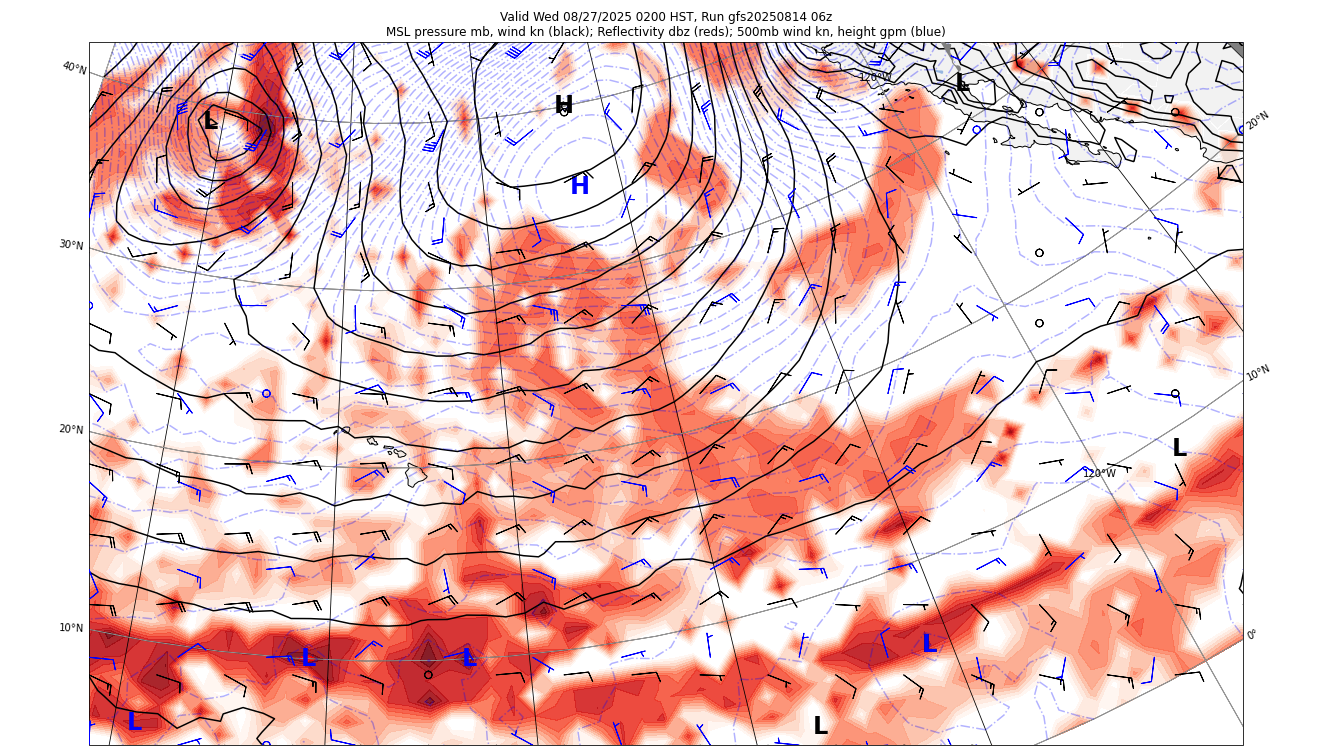 Valid Wed 08/27/2025 0200 HST, Run gfs20250814 06z
MSL pressure mb, wind kn (black); Reflectivity dbz (reds); 500mb wind kn, height gpm (blue)
40°N
120°W
L
20°N
H
L
H
30°N
10°N
20°N
L
120°W
10°N
0°
L
L
L
L
L